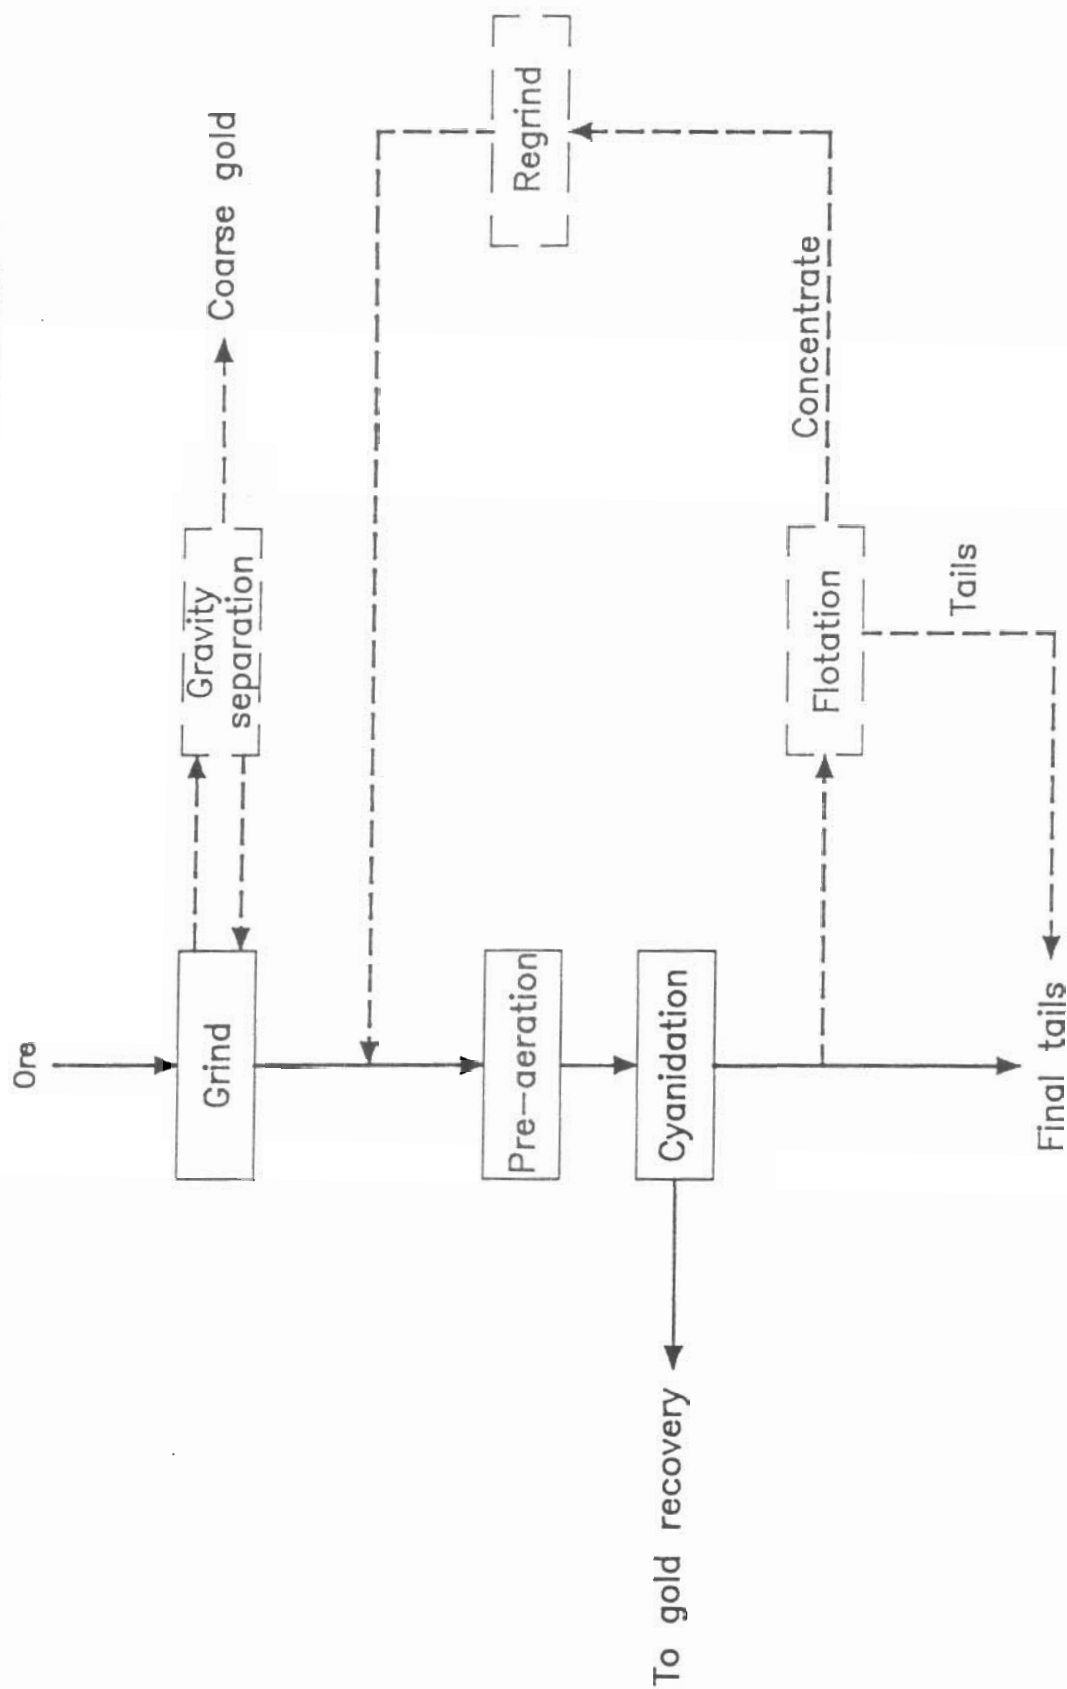 Ore
Grind
Gravity
separation
Coarse gold
Pre-aeration
Regrind
Cyanidation
To gold recovery
Flotation
Concentrate
Tails
Final tails